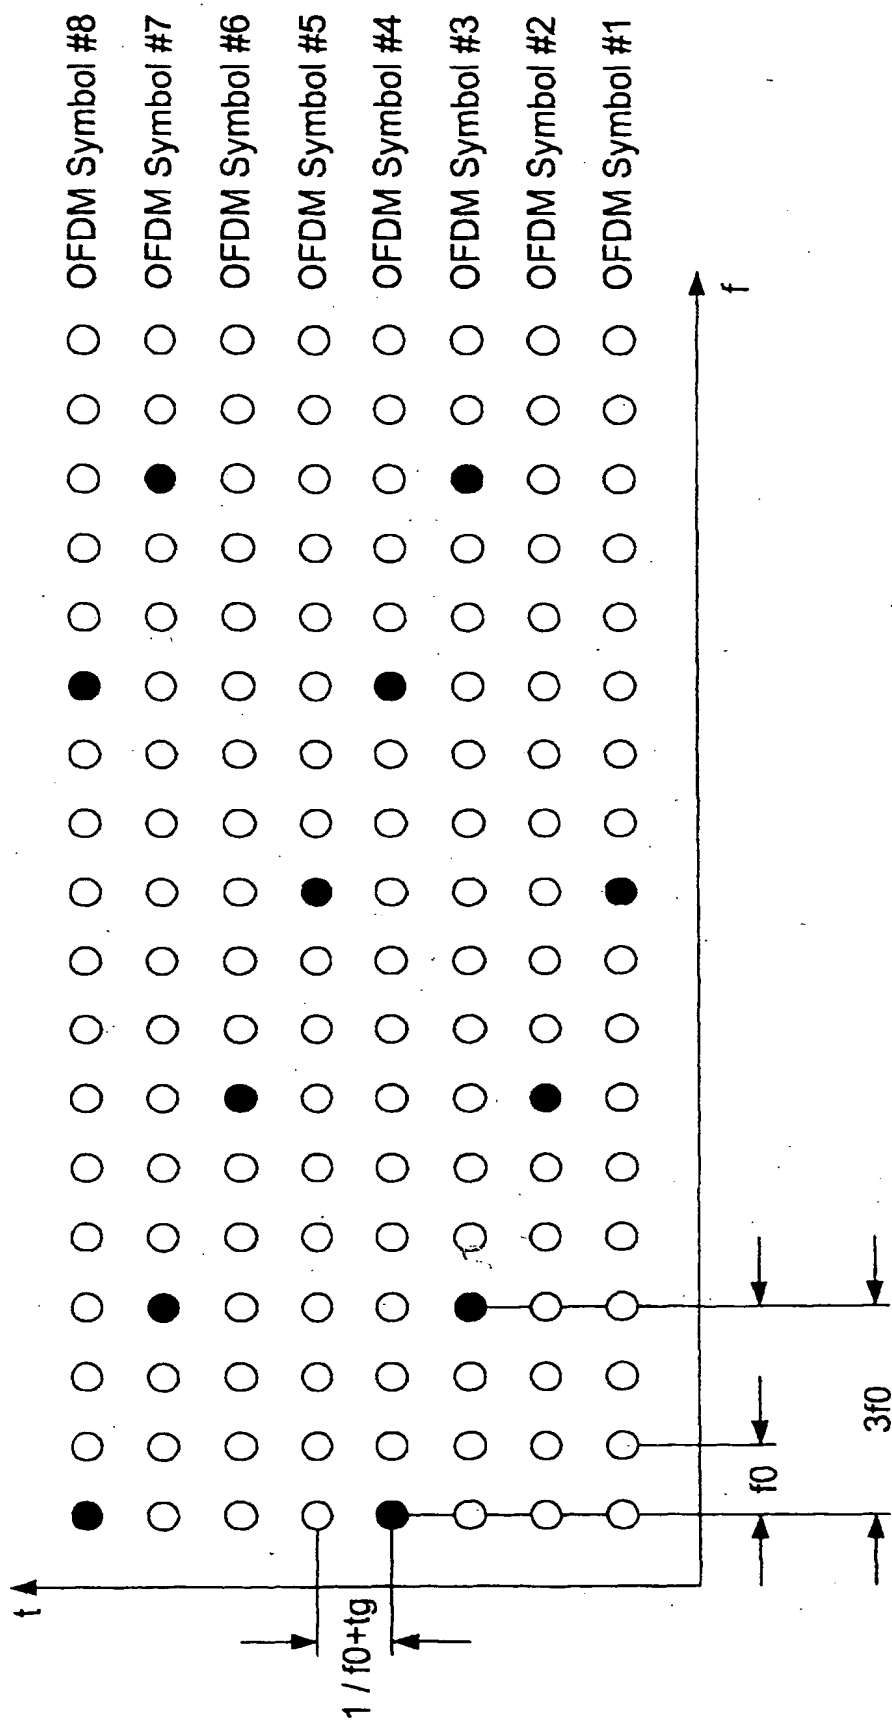 t
OFDM Symbol #8
OFDM Symbol #7
OFDM Symbol #6
OFDM Symbol #5
OFDM Symbol #4
OFDM Symbol #3
OFDM Symbol #2
OFDM Symbol #1
1 / f0+tg
f
f0
3f0